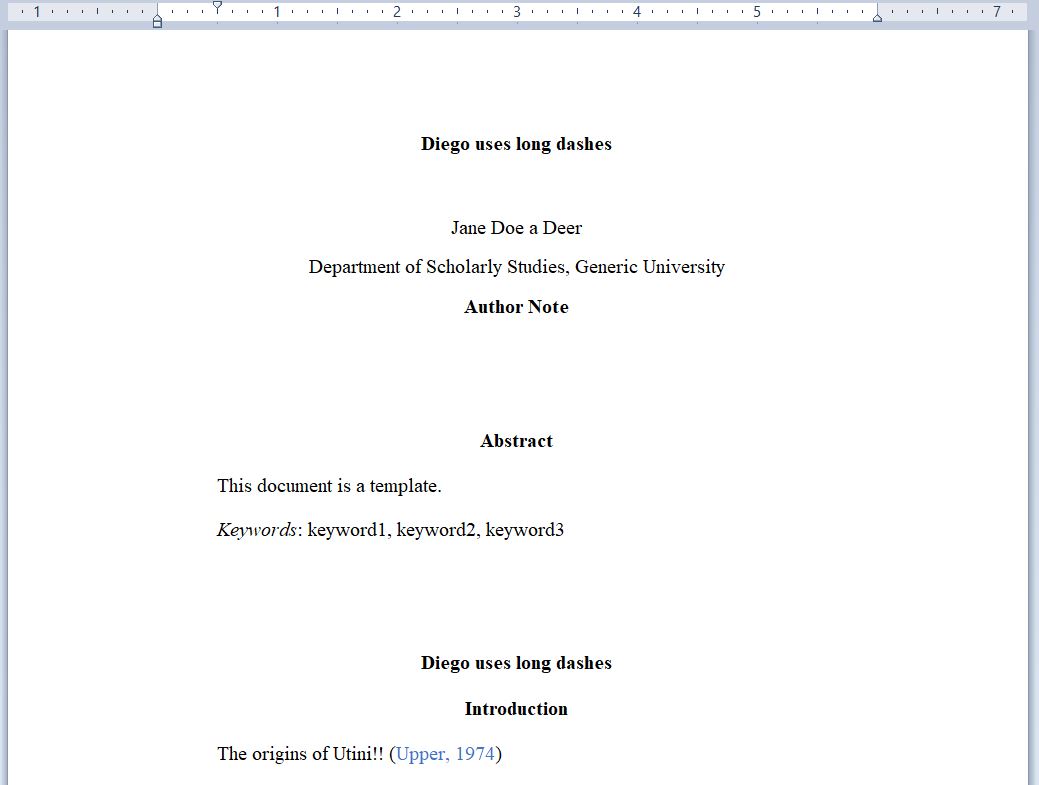 1 1 2 3 4 5 7
Diego uses long dashes
Jane Doe a Deer
Department of Scholarly Studies, Generic University
Author Note
Abstract
This document is a template.
Keywords: keyword1, keyword2, keyword3
Diego uses long dashes
Introduction
The origins of Utini!! (Upper, 1974)